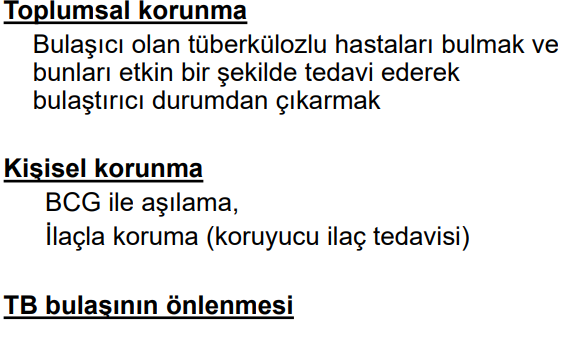 Toplumsal korunma
Bulaşıcı olan tüberkülozlu hastaları bulmak ve
bunları etkin bir şekilde tedavi ederek
bulaştırıcı durumdan çıkarmak
Kişisel korunma
BCG ile aşılama,
İlaçla koruma (koruyucu ilaç tedavisi)
TB bulaşının önlenmesi